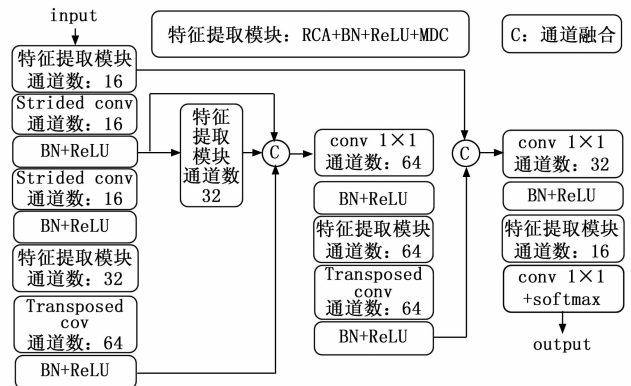 input
特征提取模块：RCA+BN+ReLU+MDC
C：通道融合
特征提取模块
通道数：16
Strided conv
通道数：16
BN+ReLU
Strided conv
通道数：16
BN+ReLU
特征提取模块
通道数：32
Transposed
cov
通道数：64
BN+ReLU
特征
提取
模块
通道数
32
C
conv 1×1
通道数：64
BN+ReLU
特征提取模块
通道数：64
Transposed
conv
通道数：64
BN+ReLU
C
conv 1×1
通道数：32
BN+ReLU
特征提取模块
通道数：16
conv 1×1
+softmax
output